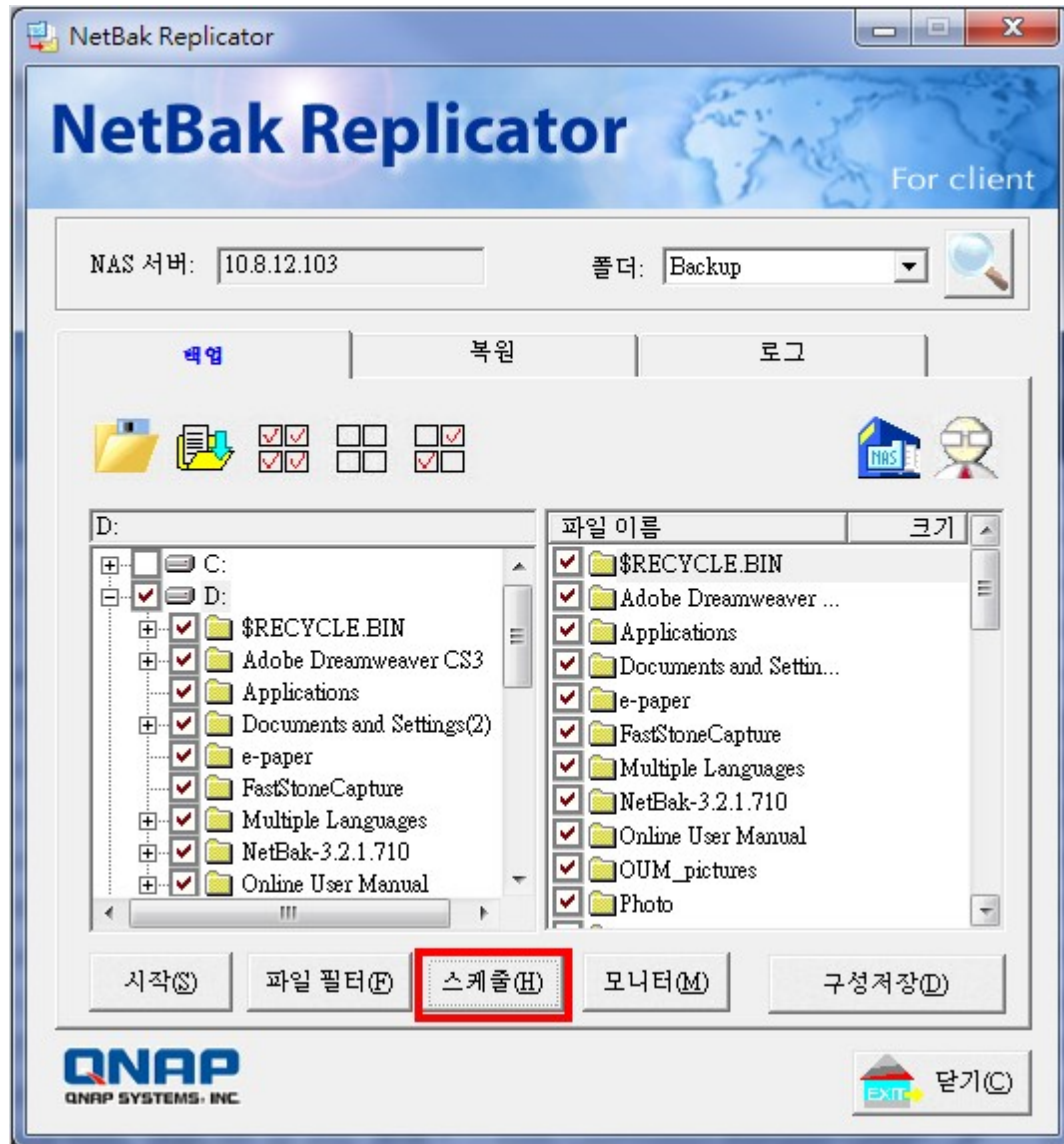 NetBak Replicator
NetBak Replicator
For client
NAS 서버: 10.8.12.103 폴더: Backup
백업 복원 로그
NAS
D:
C:
D:
$RECYCLE.BIN
Adobe Dreamweaver CS3
Applications
Documents and Settings(2)
e-paper
FastStoneCapture
Multiple Languages
NetBak-3.2.1.710
Online User Manual
파일 이름 크기
$RECYCLE.BIN
Adobe Dreamweaver ...
Applications
Documents and Settin...
e-paper
FastStoneCapture
Multiple Languages
NetBak-3.2.1.710
Online User Manual
OUM_pictures
Photo
시작(S) 파일 필터(F) 스케줄(H) 모니터(M) 구성저장(D)
QNAP
QNAP SYSTEMS, INC.
EXIT 닫기(C)